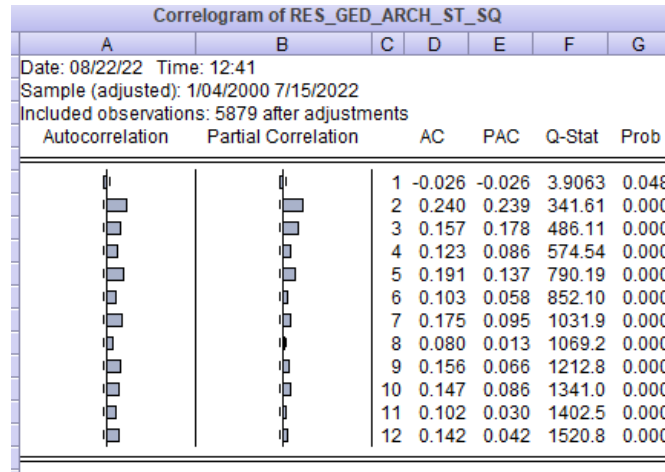 Correlogram of RES_GED_ARCH_ST_SQ
A B C D E F G
Date: 08/22/22 Time: 12:41
Sample (adjusted): 1/04/2000 7/15/2022
Included observations: 5879 after adjustments
Autocorrelation Partial Correlation AC PAC Q-Stat Prob
1 -0.026 -0.026 3.9063 0.048
2 0.240 0.239 341.61 0.000
3 0.157 0.178 486.11 0.000
4 0.123 0.086 574.54 0.000
5 0.191 0.137 790.19 0.000
6 0.103 0.058 852.10 0.000
7 0.175 0.095 1031.9 0.000
8 0.080 0.013 1069.2 0.000
9 0.156 0.066 1212.8 0.000
10 0.147 0.086 1341.0 0.000
11 0.102 0.030 1402.5 0.000
12 0.142 0.042 1520.8 0.000